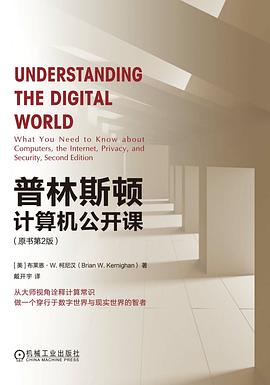 UNDERSTANDING
THE DIGITAL
WORLD
What You Need to Know about
Computers, the Internet, Privacy, and
Security, Second Edition
普林斯顿
计算机公开课
（原书第2版）
［美］布莱恩·W. 柯尼汉（Brian W. Kernighan）著
戴开宇 译
从大师视角诠释计算常识
做一个穿行于数字世界与现实世界的智者
机械工业出版社
CHINA MACHINE PRESS